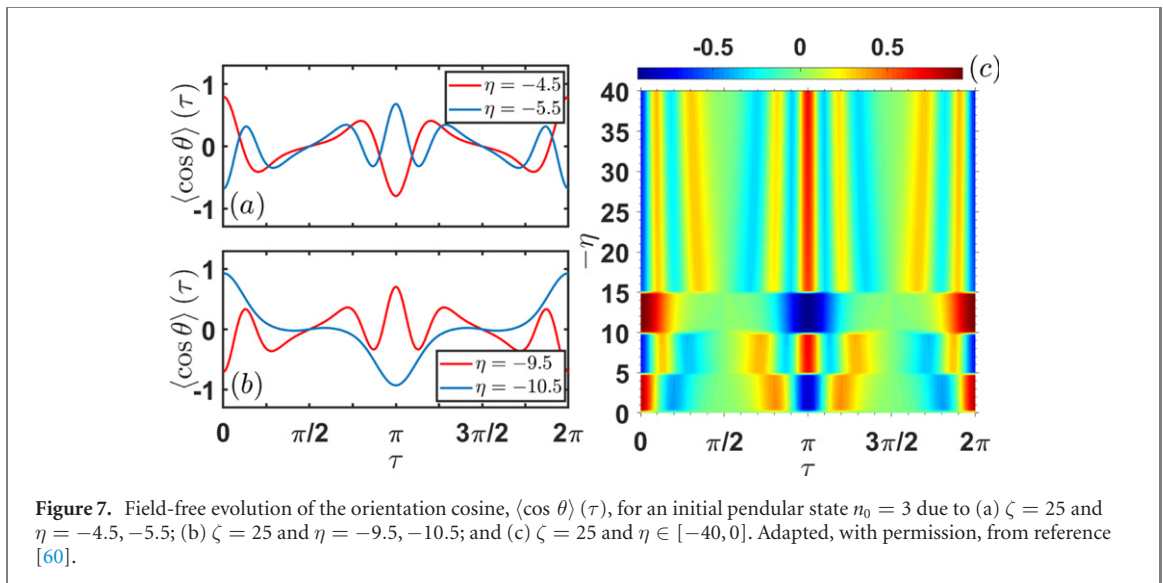 -0.5 0 0.5 (c)
1
0
-1
⟨cos θ⟩ (τ)
η = −4.5
η = −5.5
(a)
1
0
-1
⟨cos θ⟩ (τ)
η = −9.5
η = −10.5
(b)
0 π/2 π 3π/2 2π
τ
40
35
30
25
20
15
10
5
0
−η
0 π/2 π 3π/2 2π
τ
Figure 7. Field-free evolution of the orientation cosine, ⟨cos θ⟩ (τ), for an initial pendular state n₀ = 3 due to (a) ζ = 25 and
η = −4.5, −5.5; (b) ζ = 25 and η = −9.5, −10.5; and (c) ζ = 25 and η ∈ [−40, 0]. Adapted, with permission, from reference
[60].